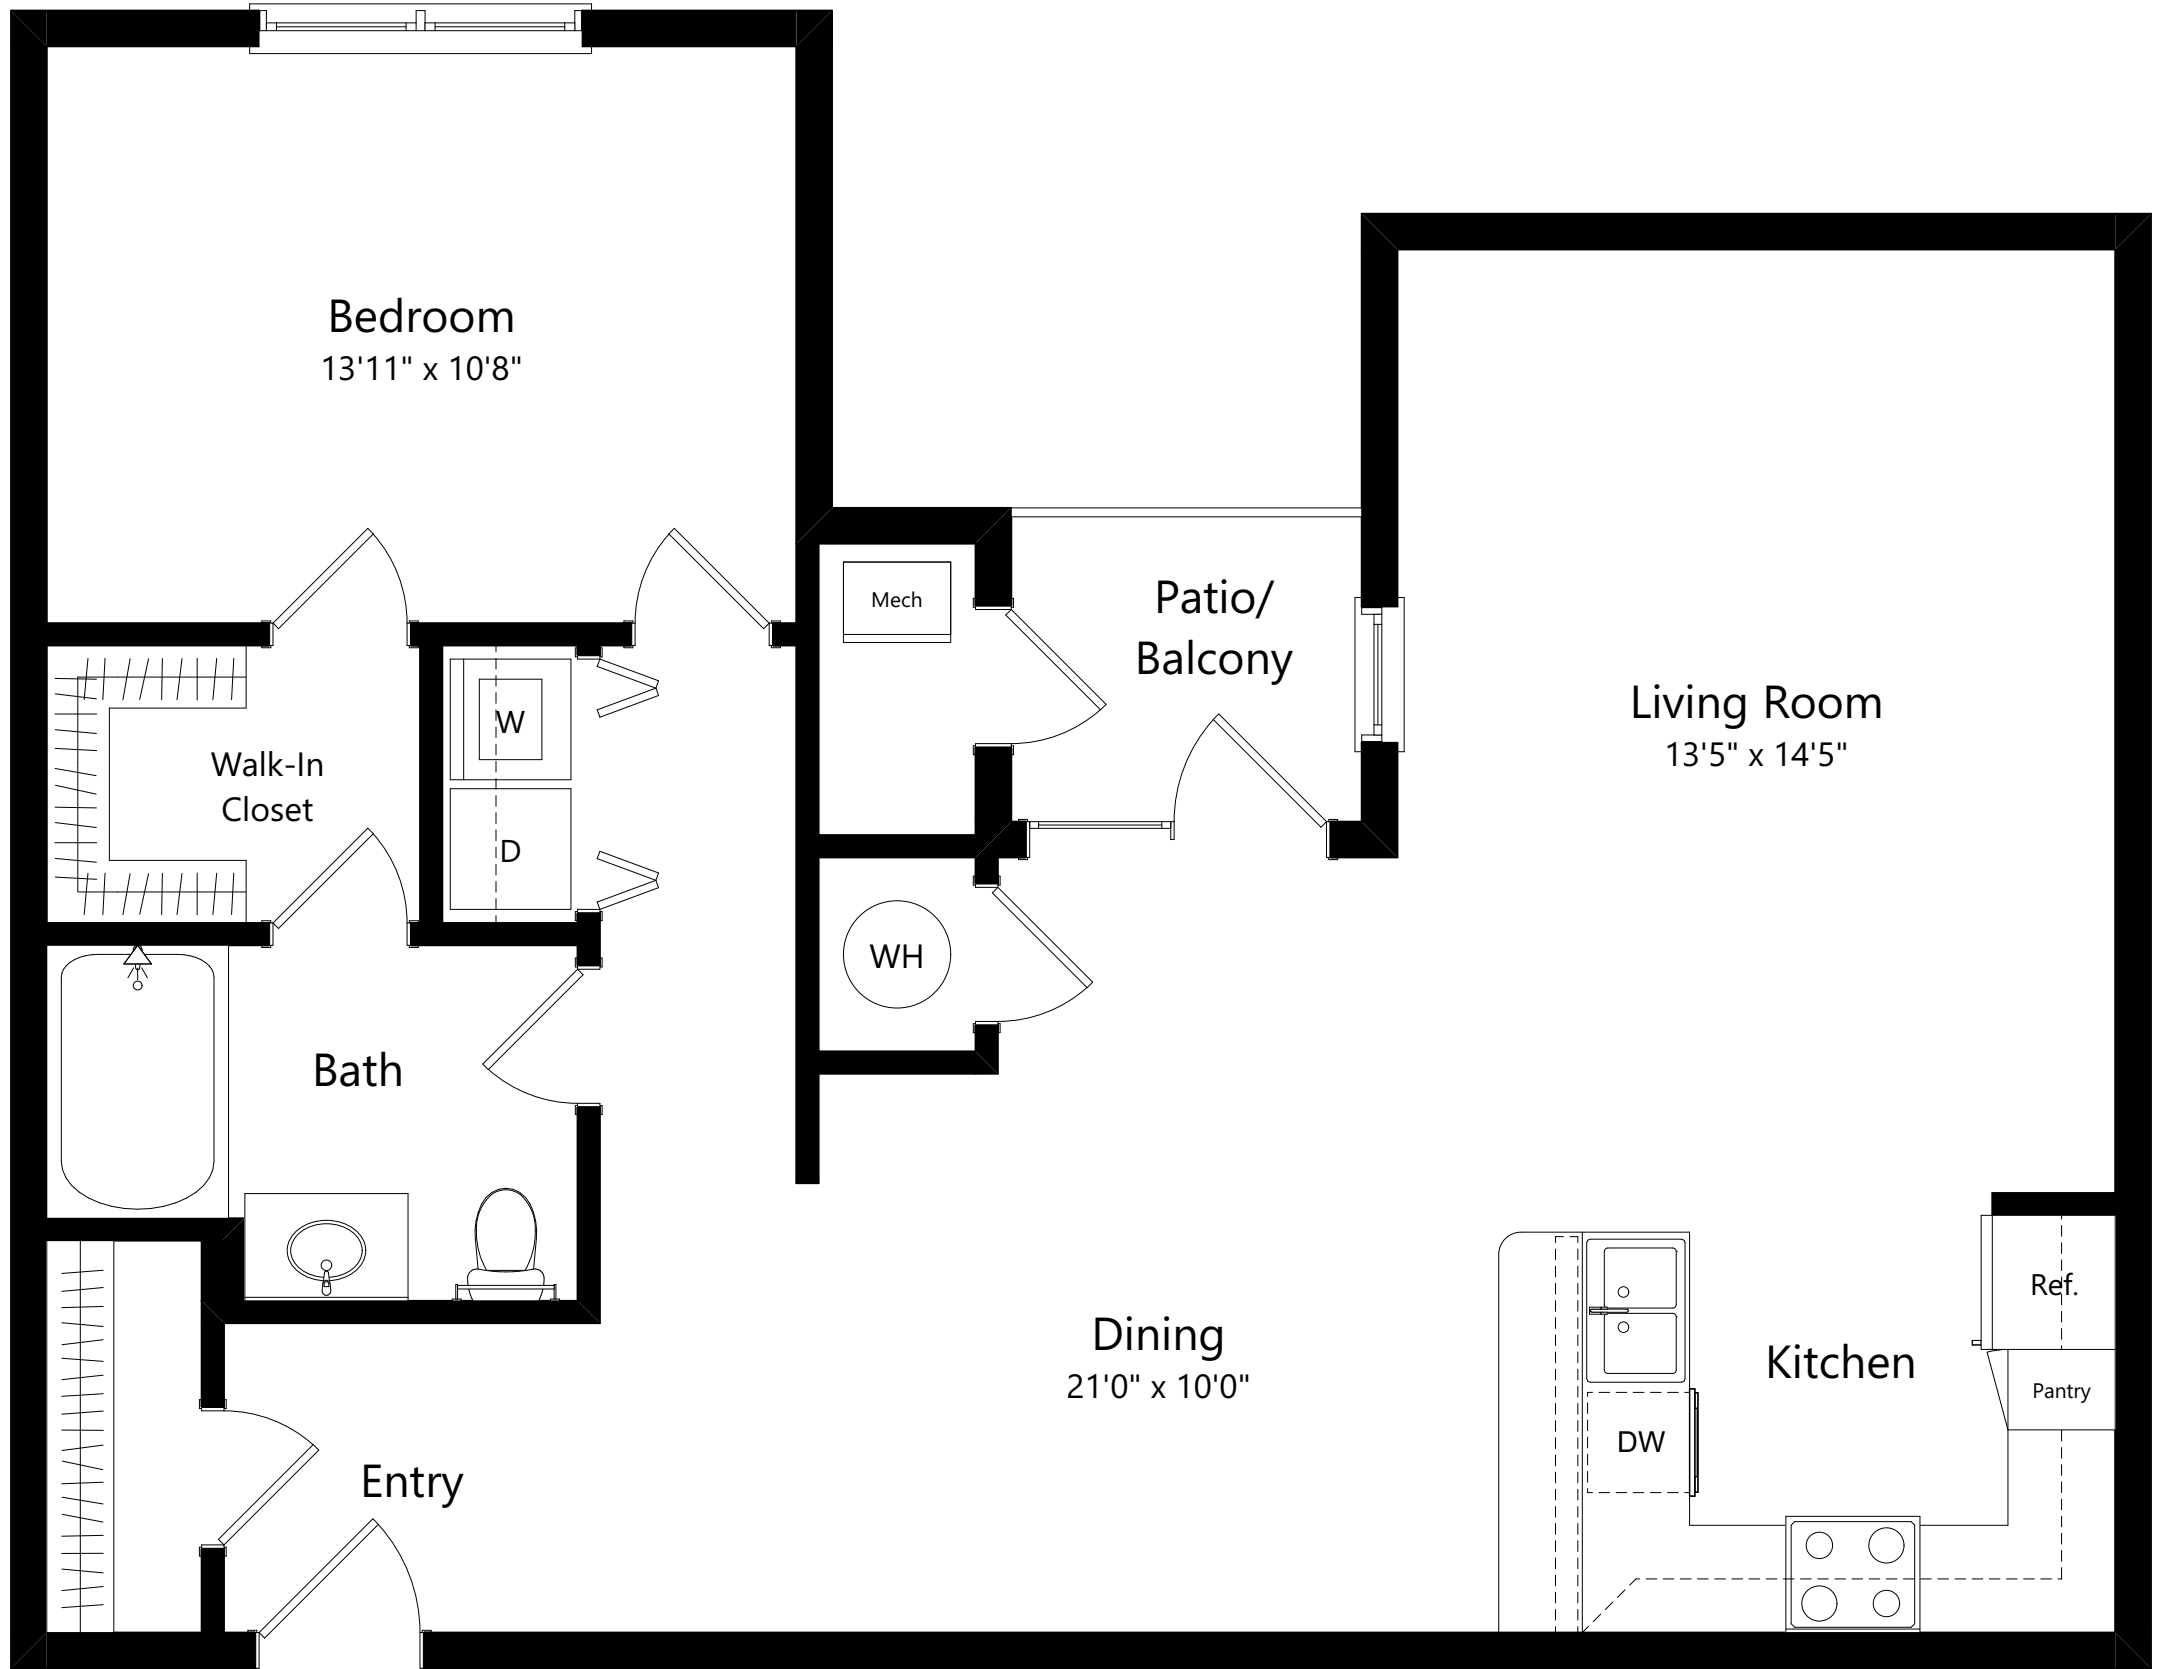 Bedroom
13'11" x 10'8"
Mech
Patio/
Balcony
Living Room
13'5" x 14'5"
W
Walk-In
Closet
D
WH
Bath
Ref.
Dining
21'0" x 10'0"
Kitchen
Pantry
DW
Entry